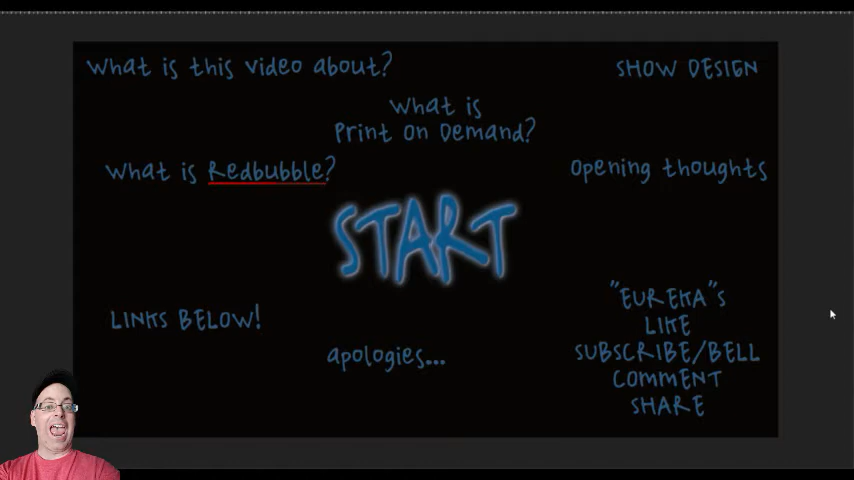 What is this video about?
SHOW DESIGN
What is
Print on Demand?
What is Redbubble?
Opening thoughts
START
LINKS BELOW!
apologies...
"EUREKA"s
LIKE
SUBSCRIBE/BELL
COMMENT
SHARE